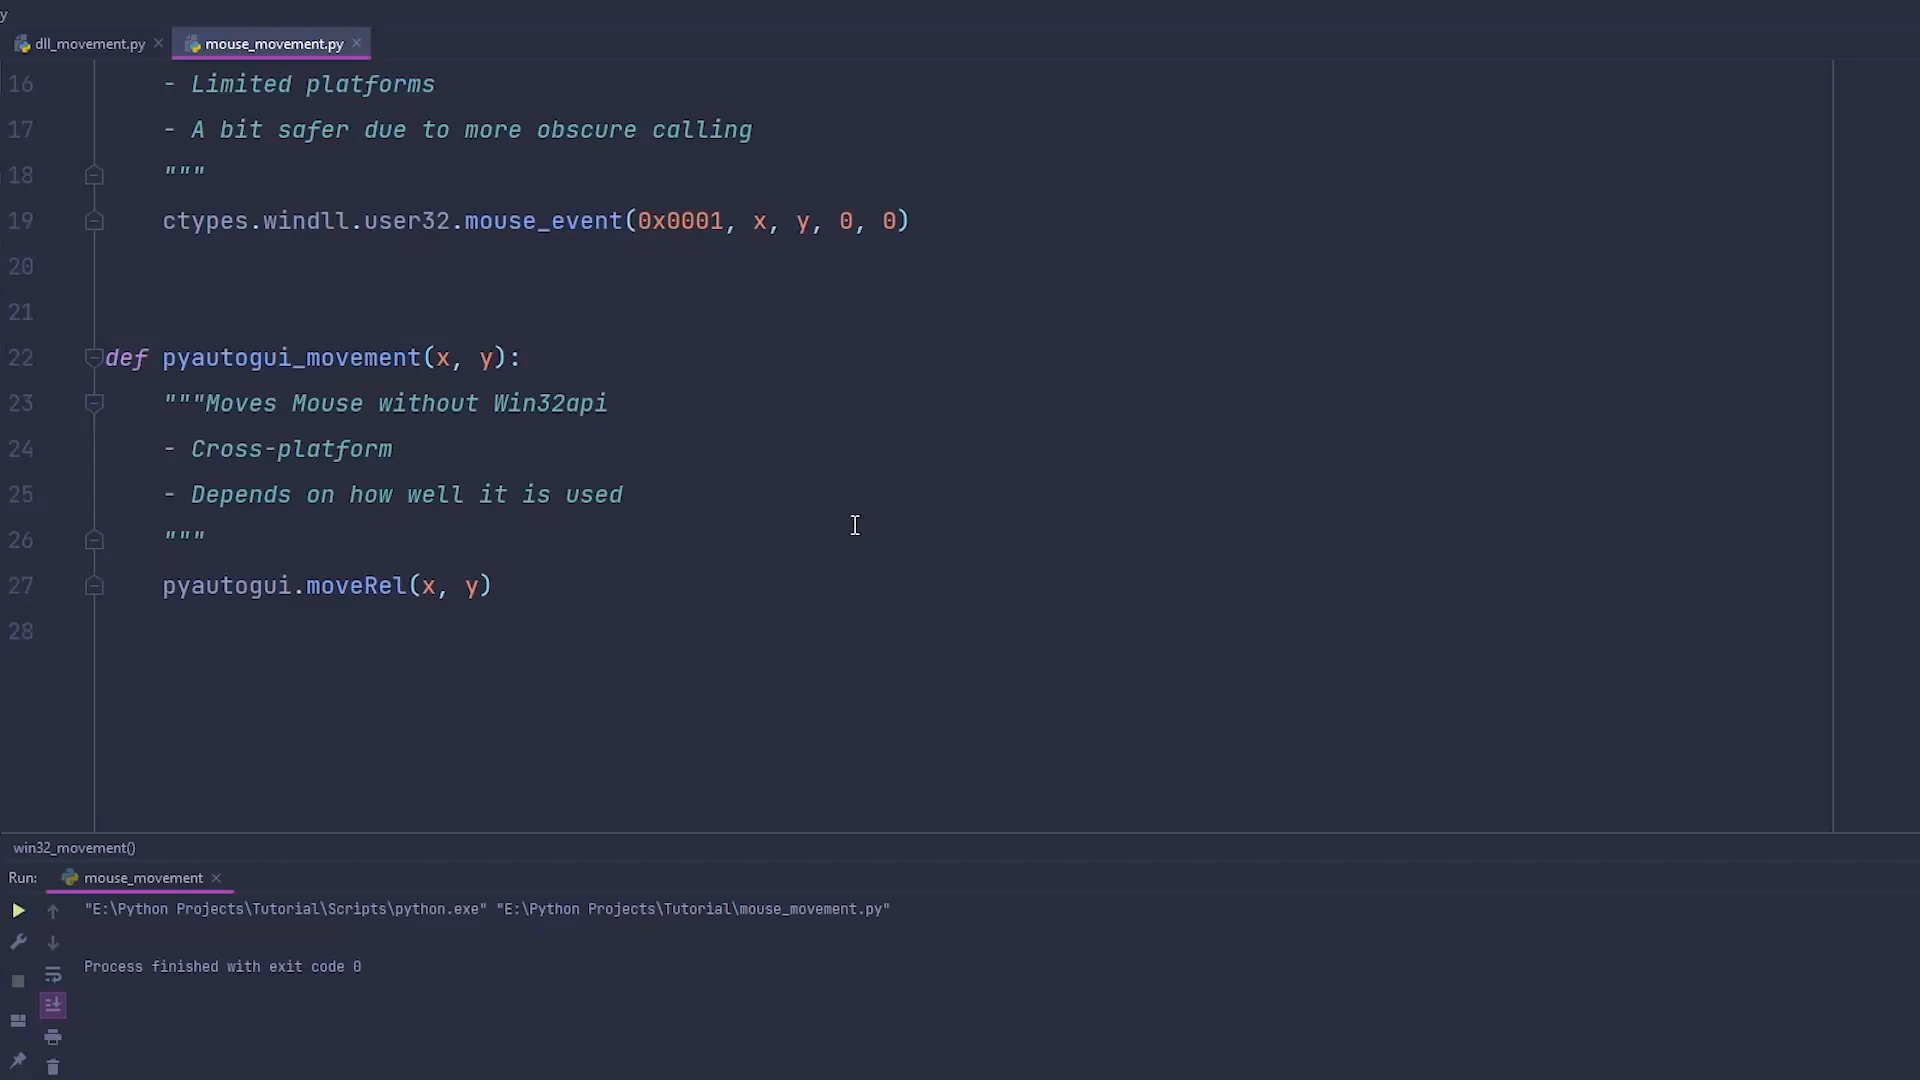 y
dll_movement.py
mouse_movement.py
16 - Limited platforms
17 - A bit safer due to more obscure calling
18 """
19 ctypes.windll.user32.mouse_event(0x0001, x, y, 0, 0)
20
21
22 def pyautogui_movement(x, y):
23 """Moves Mouse without Win32api
24 - Cross-platform
25 - Depends on how well it is used
26 """
27 pyautogui.moveRel(x, y)
28
win32_movement()
Run: mouse_movement
"E:\Python Projects\Tutorial\Scripts\python.exe" "E:\Python Projects\Tutorial\mouse_movement.py"
Process finished with exit code 0